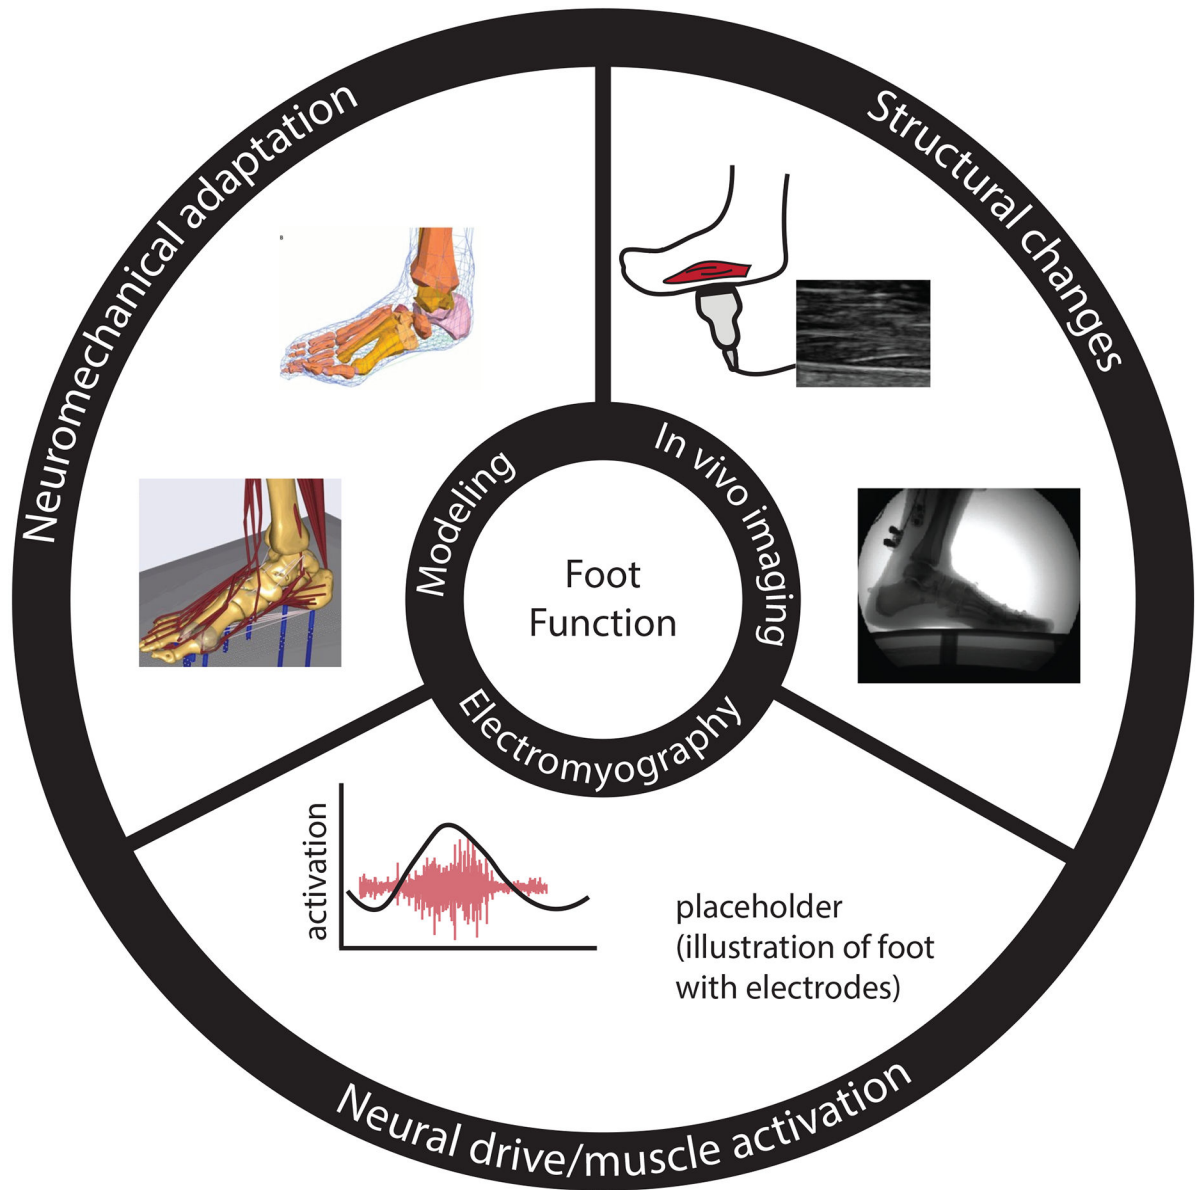 Neuromechanical adaptation
Structural changes
Modeling
In vivo imaging
Foot
Function
Electromyography
activation
placeholder
(illustration of foot
with electrodes)
Neural drive/muscle activation